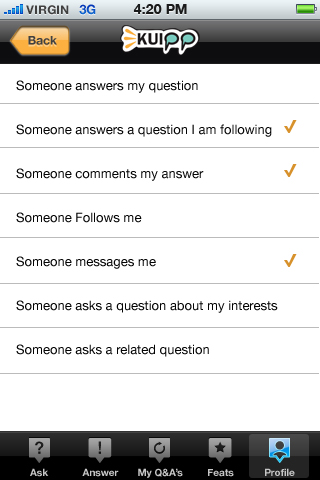 VIRGIN 3G 4:20 PM
Back KUIPP
Someone answers my question
Someone answers a question I am following
Someone comments my answer
Someone Follows me
Someone messages me
Someone asks a question about my interests
Someone asks a related question
? !
Ask Answer My Q&A's Feats Profile